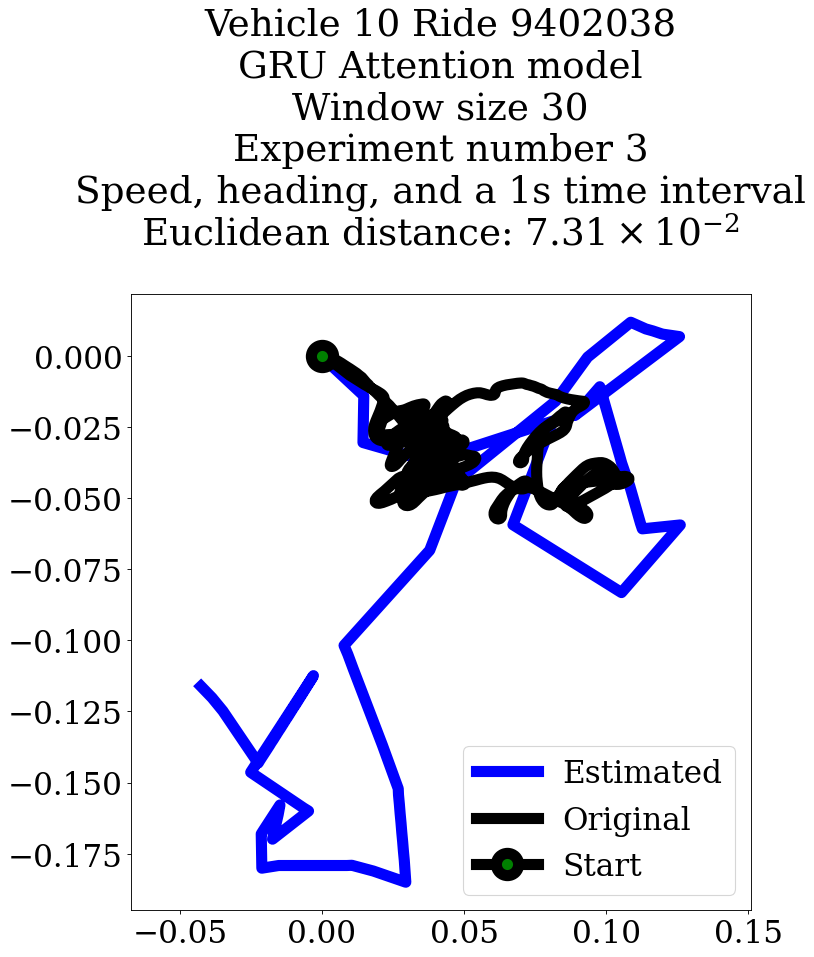 Vehicle 10 Ride 9402038
GRU Attention model
Window size 30
Experiment number 3
Speed, heading, and a 1s time interval
Euclidean distance: 7.31 × 10⁻²
0.000
−0.025
−0.050
−0.075
−0.100
−0.125
−0.150
−0.175
Estimated
Original
Start
−0.05
0.00
0.05
0.10
0.15